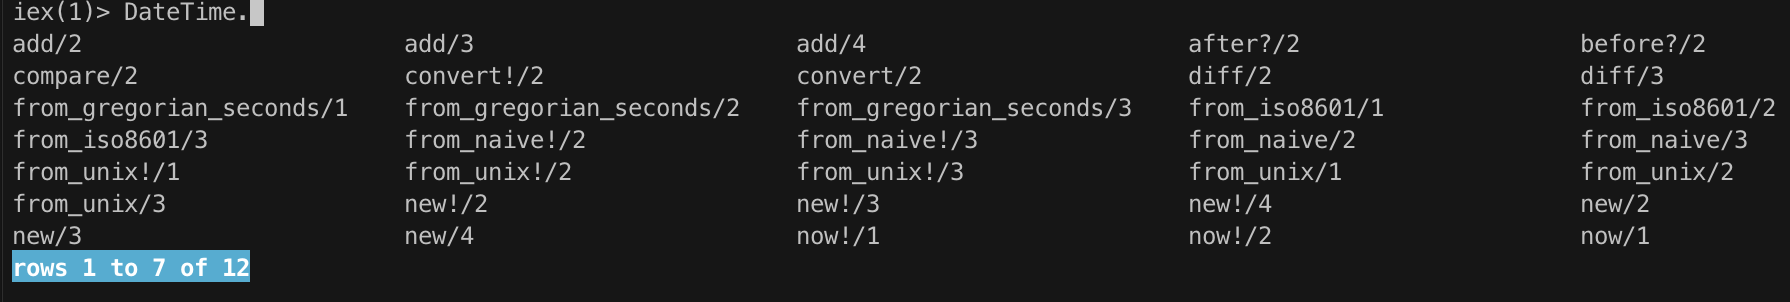 iex(1)> DateTime.
add/2 add/3 add/4 after?/2 before?/2
compare/2 convert!/2 convert/2 diff/2 diff/3
from_gregorian_seconds/1 from_gregorian_seconds/2 from_gregorian_seconds/3 from_iso8601/1 from_iso8601/2
from_iso8601/3 from_naive!/2 from_naive!/3 from_naive/2 from_naive/3
from_unix!/1 from_unix!/2 from_unix!/3 from_unix/1 from_unix/2
from_unix/3 new!/2 new!/3 new!/4 new/2
new/3 new/4 now!/1 now!/2 now/1
rows 1 to 7 of 12